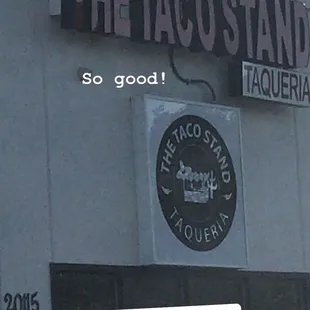 THE TACO STAND
TAQUERIA
So good!
THE TACO STAND
TAQUERIA
2015